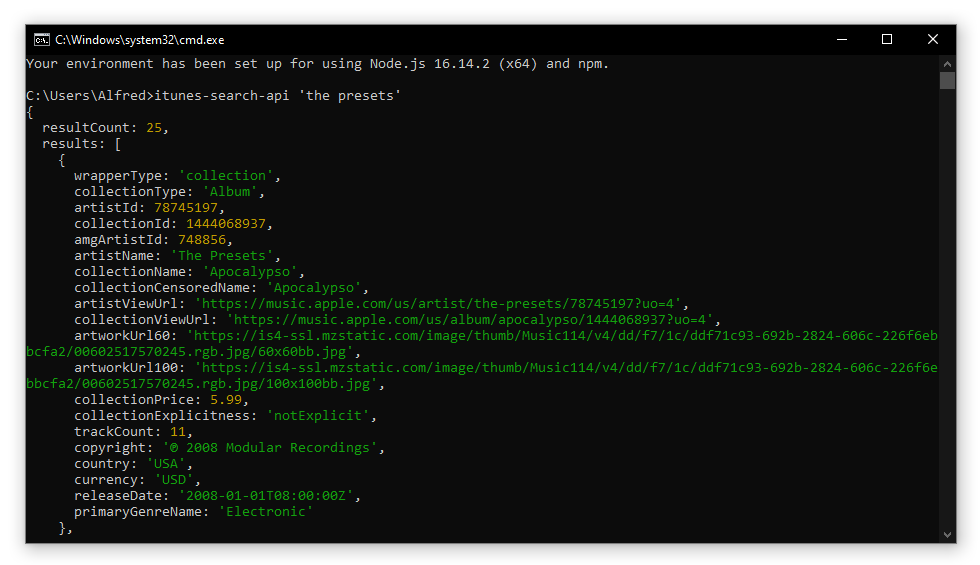 C:\Windows\system32\cmd.exe
Your environment has been set up for using Node.js 16.14.2 (x64) and npm.
C:\Users\Alfred>itunes-search-api 'the presets'
{
  resultCount: 25,
  results: [
    {
      wrapperType: 'collection',
      collectionType: 'Album',
      artistId: 78745197,
      collectionId: 1444068937,
      amgArtistId: 748856,
      artistName: 'The Presets',
      collectionName: 'Apocalypso',
      collectionCensoredName: 'Apocalypso',
      artistViewUrl: 'https://music.apple.com/us/artist/the-presets/78745197?uo=4',
      collectionViewUrl: 'https://music.apple.com/us/album/apocalypso/1444068937?uo=4',
      artworkUrl60: 'https://is4-ssl.mzstatic.com/image/thumb/Music114/v4/dd/f7/1c/ddf71c93-692b-2824-606c-226f6eb
bcfa2/00602517570245.rgb.jpg/60x60bb.jpg',
      artworkUrl100: 'https://is4-ssl.mzstatic.com/image/thumb/Music114/v4/dd/f7/1c/ddf71c93-692b-2824-606c-226f6e
bbcfa2/00602517570245.rgb.jpg/100x100bb.jpg',
      collectionPrice: 5.99,
      collectionExplicitness: 'notExplicit',
      trackCount: 11,
      copyright: '℗ 2008 Modular Recordings',
      country: 'USA',
      currency: 'USD',
      releaseDate: '2008-01-01T08:00:00Z',
      primaryGenreName: 'Electronic'
    },